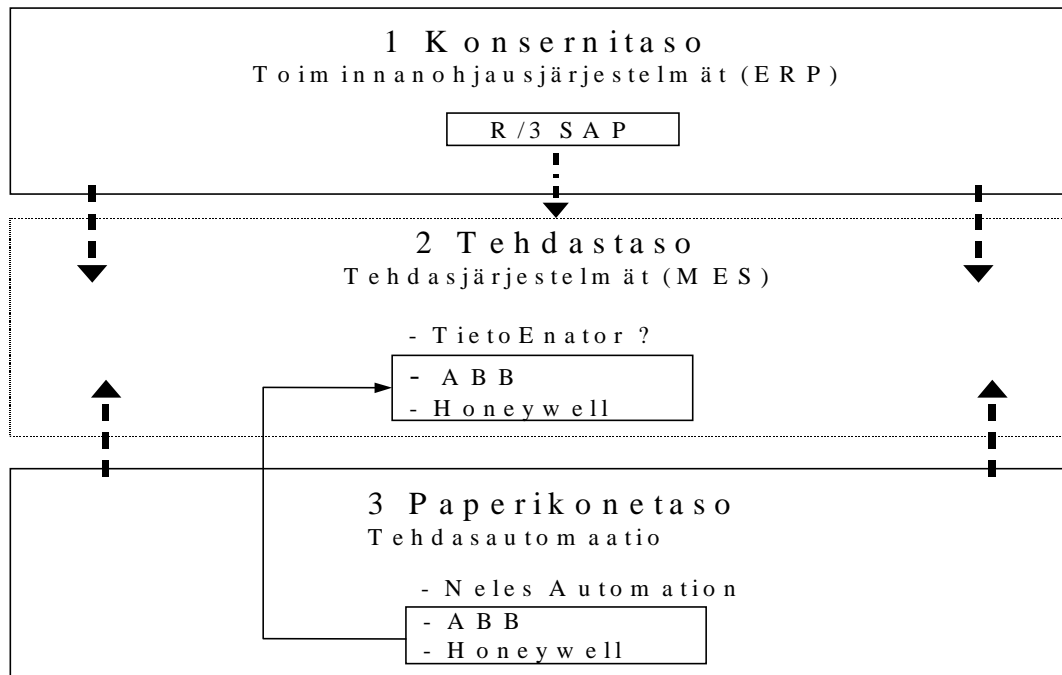 1 Konsernitaso
Toiminnanohjausjärjestelmät (ERP)
R/3 SAP
2 Tehdastaso
Tehdasjärjestelmät (MES)
- TietoEnator ?
- ABB
- Honeywell
3 Paperikonetaso
Tehdasautomaatio
- Neles Automation
- ABB
- Honeywell